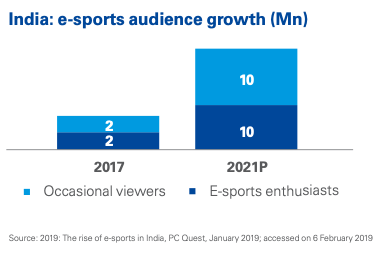 India: e-sports audience growth (Mn)
10
2
10
2
2017 2021P
Occasional viewers E-sports enthusiasts
Source: 2019: The rise of e-sports in India, PC Quest, January 2019; accessed on 6 February 2019